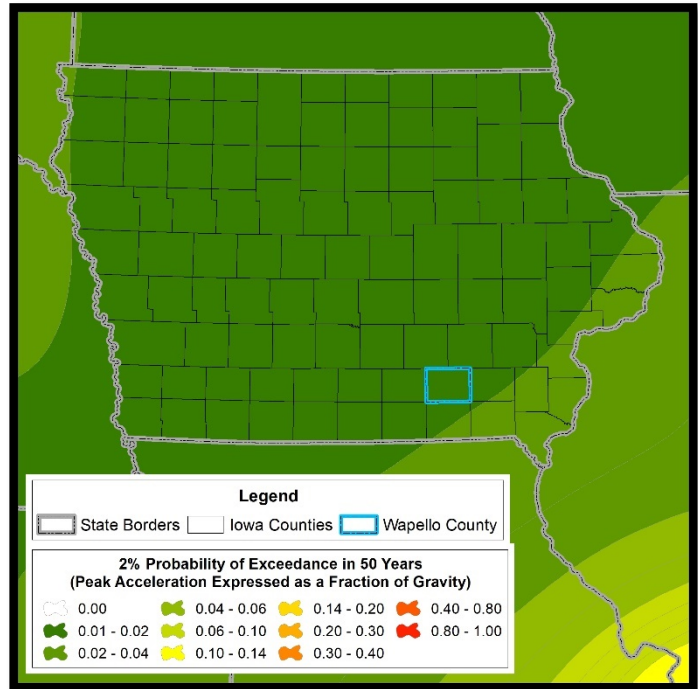 Legend
State Borders Iowa Counties Wapello County
2% Probability of Exceedance in 50 Years
(Peak Acceleration Expressed as a Fraction of Gravity)
0.00 0.04 - 0.06 0.14 - 0.20 0.40 - 0.80
0.01 - 0.02 0.06 - 0.10 0.20 - 0.30 0.80 - 1.00
0.02 - 0.04 0.10 - 0.14 0.30 - 0.40